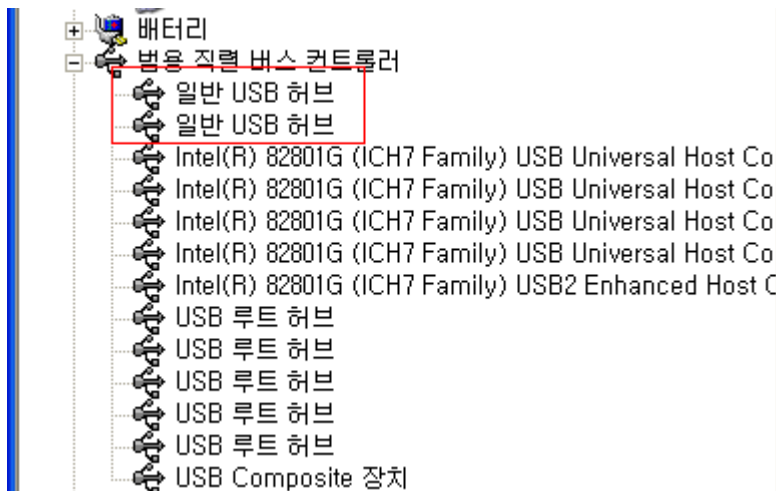 배터리
범용 직렬 버스 컨트롤러
일반 USB 허브
일반 USB 허브
Intel(R) 82801G (ICH7 Family) USB Universal Host Co
Intel(R) 82801G (ICH7 Family) USB Universal Host Co
Intel(R) 82801G (ICH7 Family) USB Universal Host Co
Intel(R) 82801G (ICH7 Family) USB Universal Host Co
Intel(R) 82801G (ICH7 Family) USB2 Enhanced Host C
USB 루트 허브
USB 루트 허브
USB 루트 허브
USB 루트 허브
USB 루트 허브
USB Composite 장치